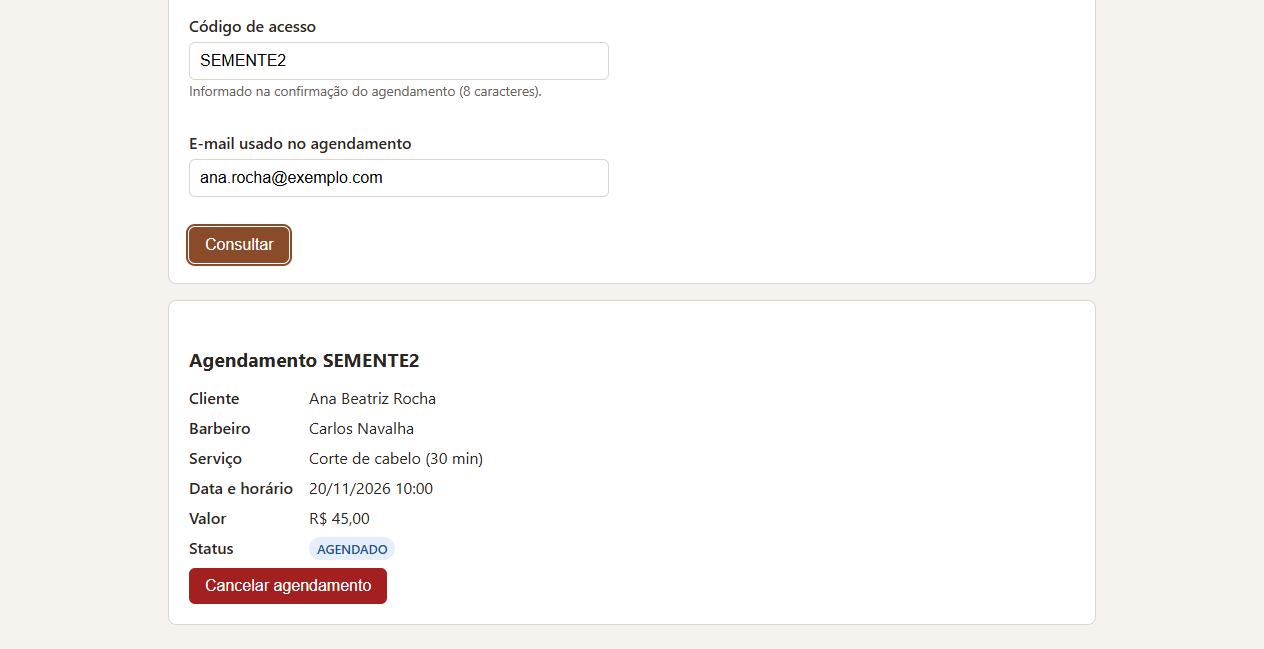 Código de acesso
SEMENTE2
Informado na confirmação do agendamento (8 caracteres).
E-mail usado no agendamento
ana.rocha@exemplo.com
Consultar
Agendamento SEMENTE2
Cliente Ana Beatriz Rocha
Barbeiro Carlos Navalha
Serviço Corte de cabelo (30 min)
Data e horário 20/11/2026 10:00
Valor R$ 45,00
Status AGENDADO
Cancelar agendamento